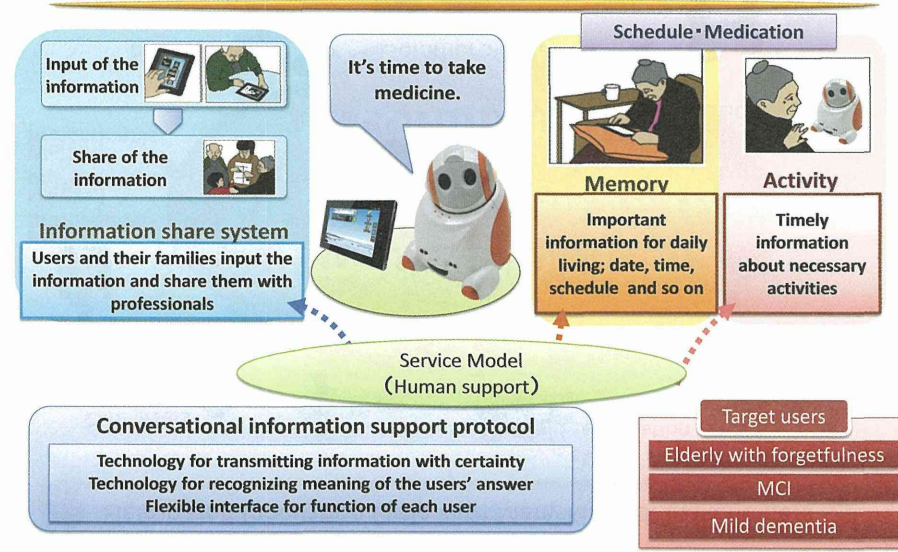 Schedule・Medication
Input of the
information
Share of the
information
Information share system
Users and their families input the
information and share them with
professionals
It's time to take
medicine.
Memory
Important
information for daily
living; date, time,
schedule and so on
Activity
Timely
information
about necessary
activities
Service Model
(Human support)
Conversational information support protocol
Technology for transmitting information with certainty
Technology for recognizing meaning of the users' answer
Flexible interface for function of each user
Target users
Elderly with forgetfulness
MCI
Mild dementia